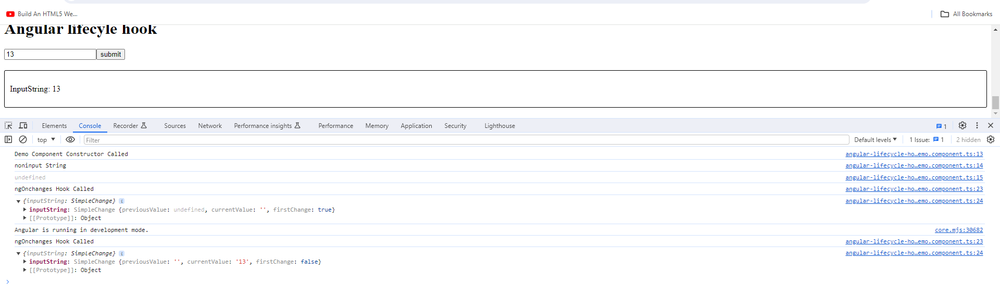 Build An HTML5 We...
All Bookmarks
Angular lifecyle hook
13 submit
InputString: 13
Elements Console Recorder Sources Network Performance insights Performance Memory Application Security Lighthouse 1
top Filter Default levels 1 Issue: 1 2 hidden
Demo Component Constructor Called angular-lifecycle-ho…emo.component.ts:13
noninput String angular-lifecycle-ho…emo.component.ts:14
undefined angular-lifecycle-ho…emo.component.ts:15
ngOnchanges Hook Called angular-lifecycle-ho…emo.component.ts:23
{inputString: SimpleChange} i angular-lifecycle-ho…emo.component.ts:24
inputString: SimpleChange {previousValue: undefined, currentValue: '', firstChange: true}
[[Prototype]]: Object
Angular is running in development mode. core.mjs:30682
ngOnchanges Hook Called angular-lifecycle-ho…emo.component.ts:23
{inputString: SimpleChange} i angular-lifecycle-ho…emo.component.ts:24
inputString: SimpleChange {previousValue: '', currentValue: '13', firstChange: false}
[[Prototype]]: Object